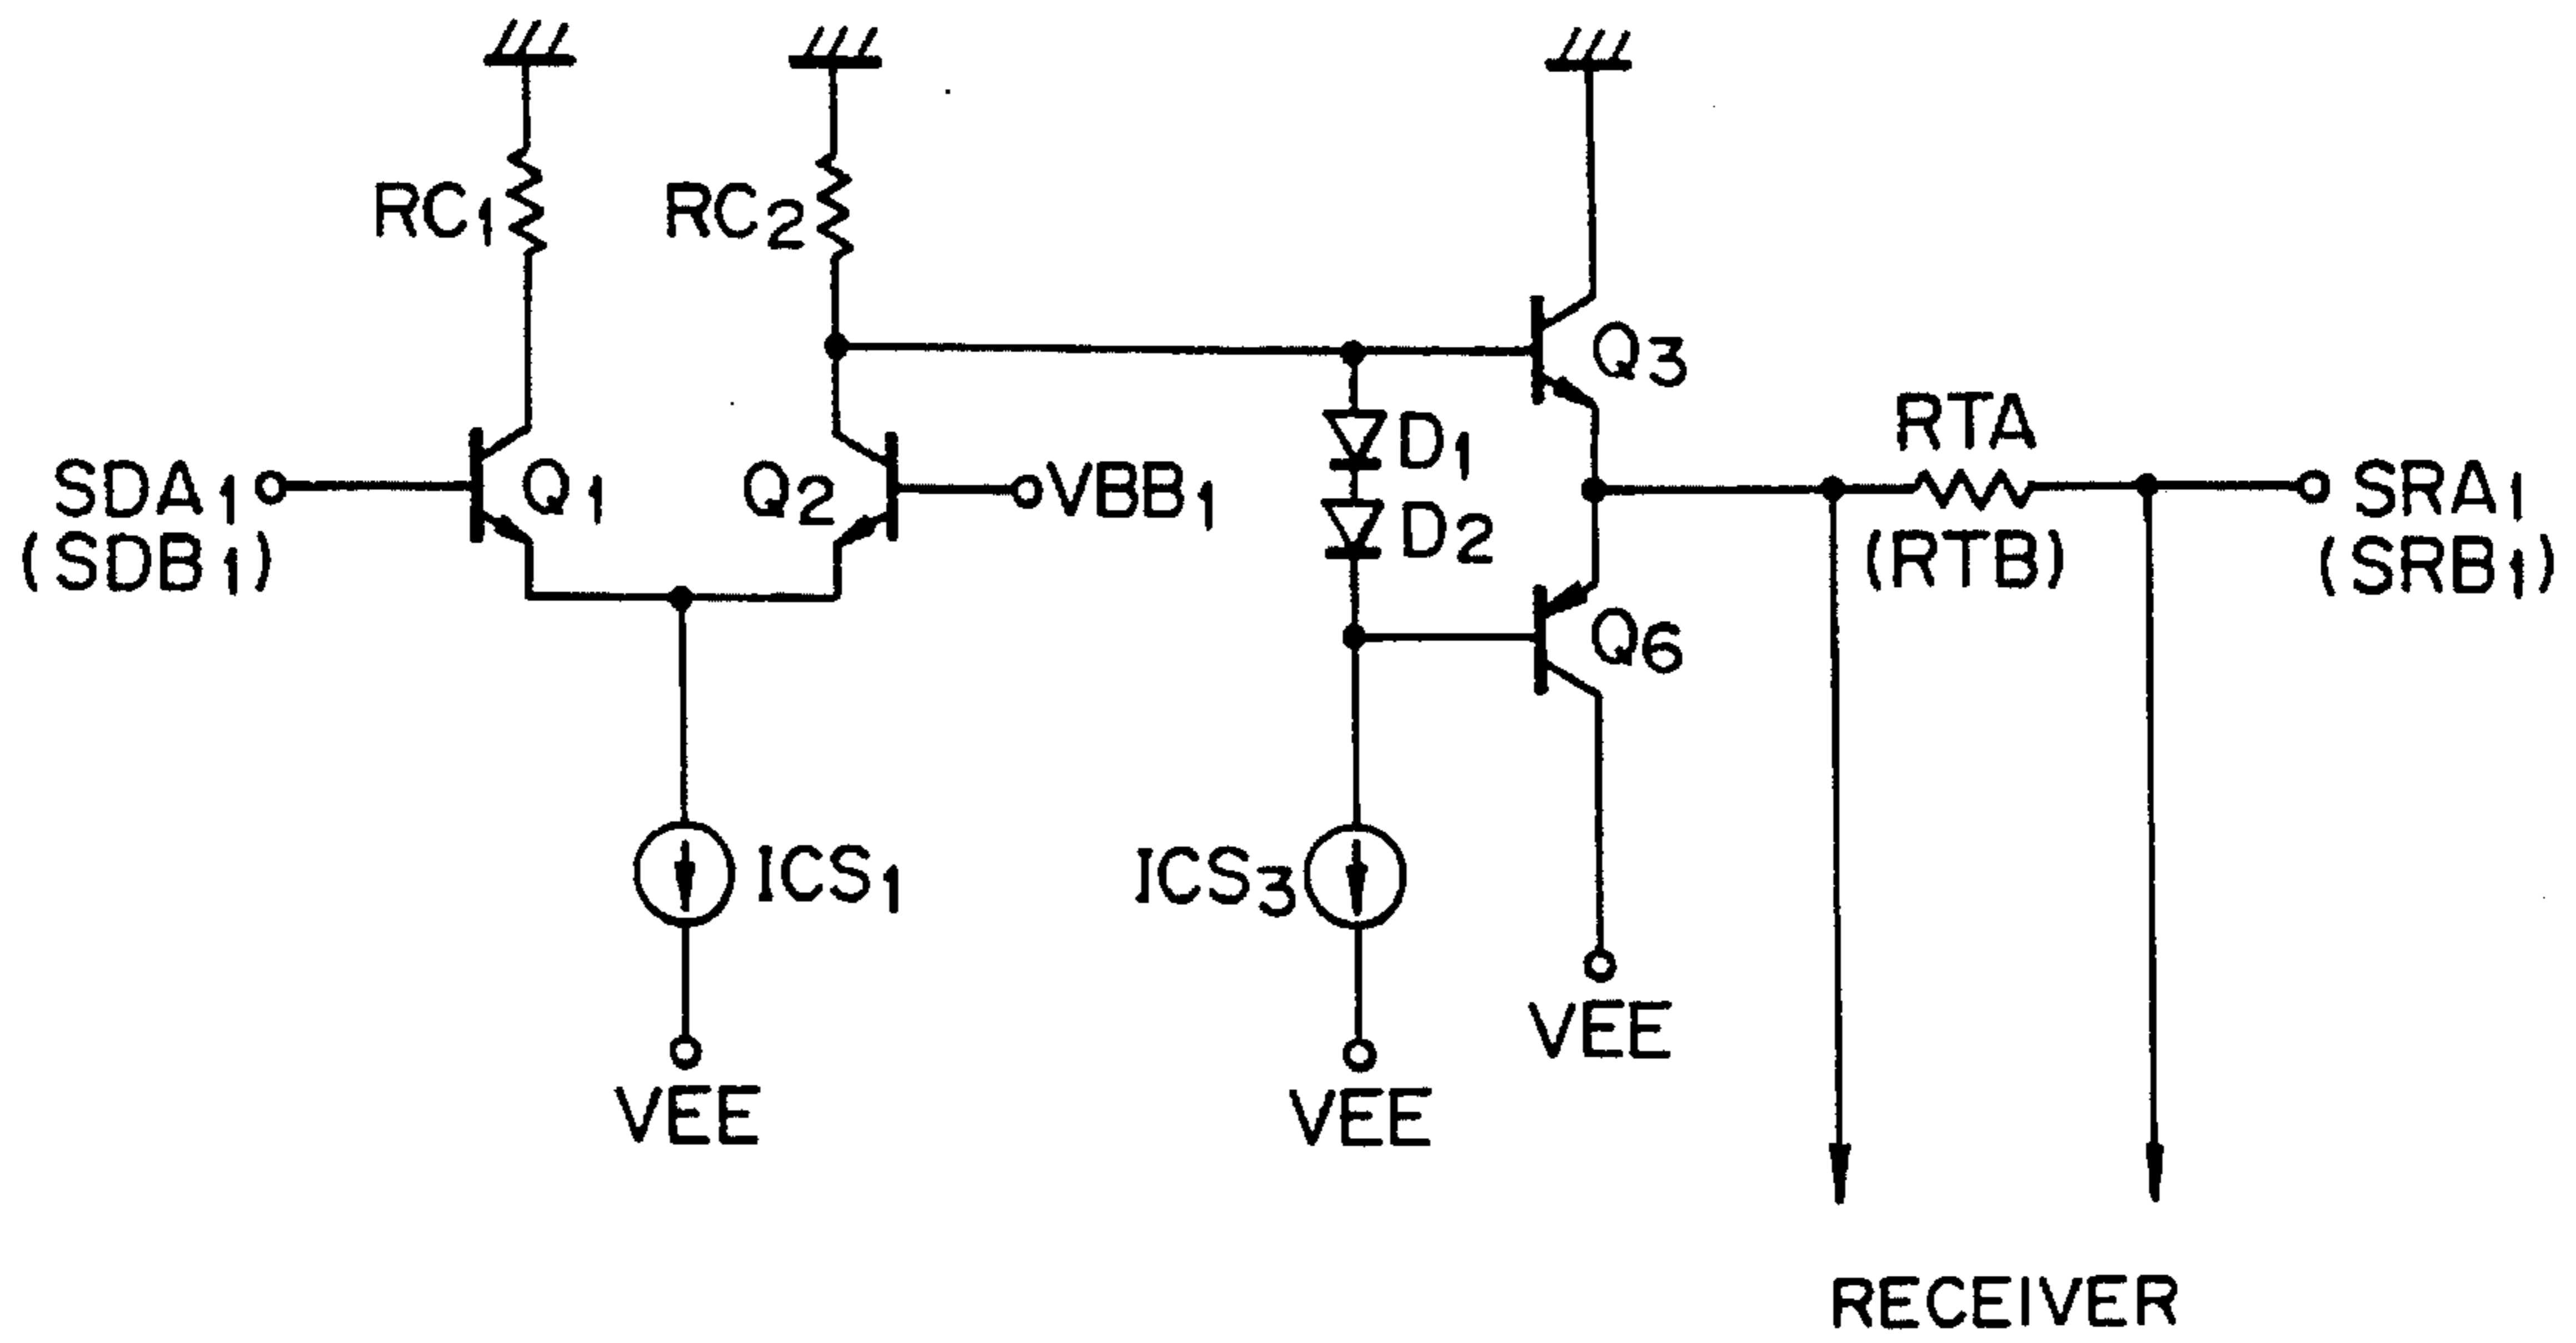 RC1
RC2
Q3
RTA
D1
SDA1
Q1
Q2
VBB1
SRA1
(SDB1)
D2
(RTB)
(SRB1)
Q6
ICS1
ICS3
VEE
VEE
VEE
RECEIVER